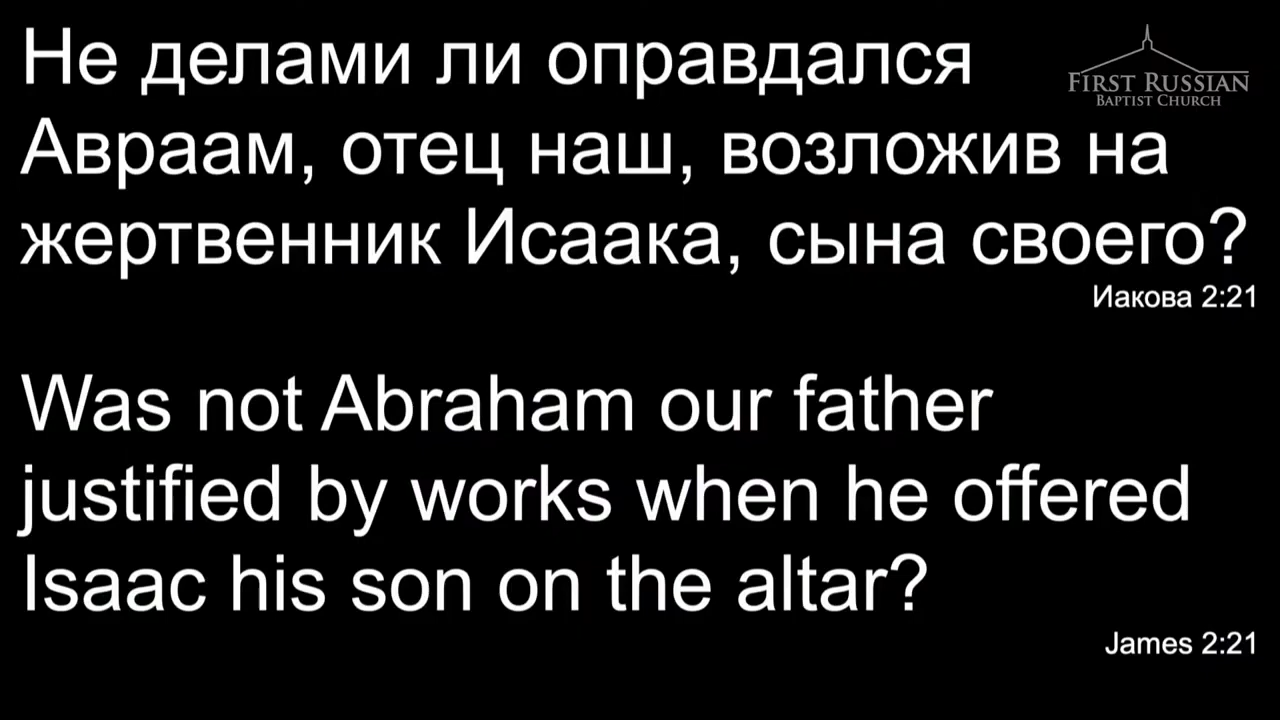 Не делами ли оправдался
FIRST RUSSIAN
BAPTIST CHURCH
Авраам, отец наш, возложив на
жертвенник Исаака, сына своего?
Иакова 2:21
Was not Abraham our father
justified by works when he offered
Isaac his son on the altar?
James 2:21